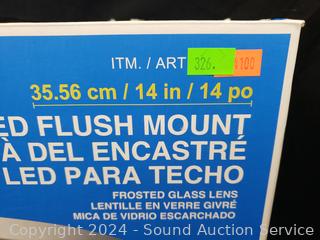 ITM. / ART
326.
100
35.56 cm / 14 in / 14 po
ED FLUSH MOUNT
À DEL ENCASTRÉ
LED PARA TECHO
FROSTED GLASS LENS
LENTILLE EN VERRE GIVRÉ
MICA DE VIDRIO ESCARCHADO
Copyright © 2024 - Sound Auction Service